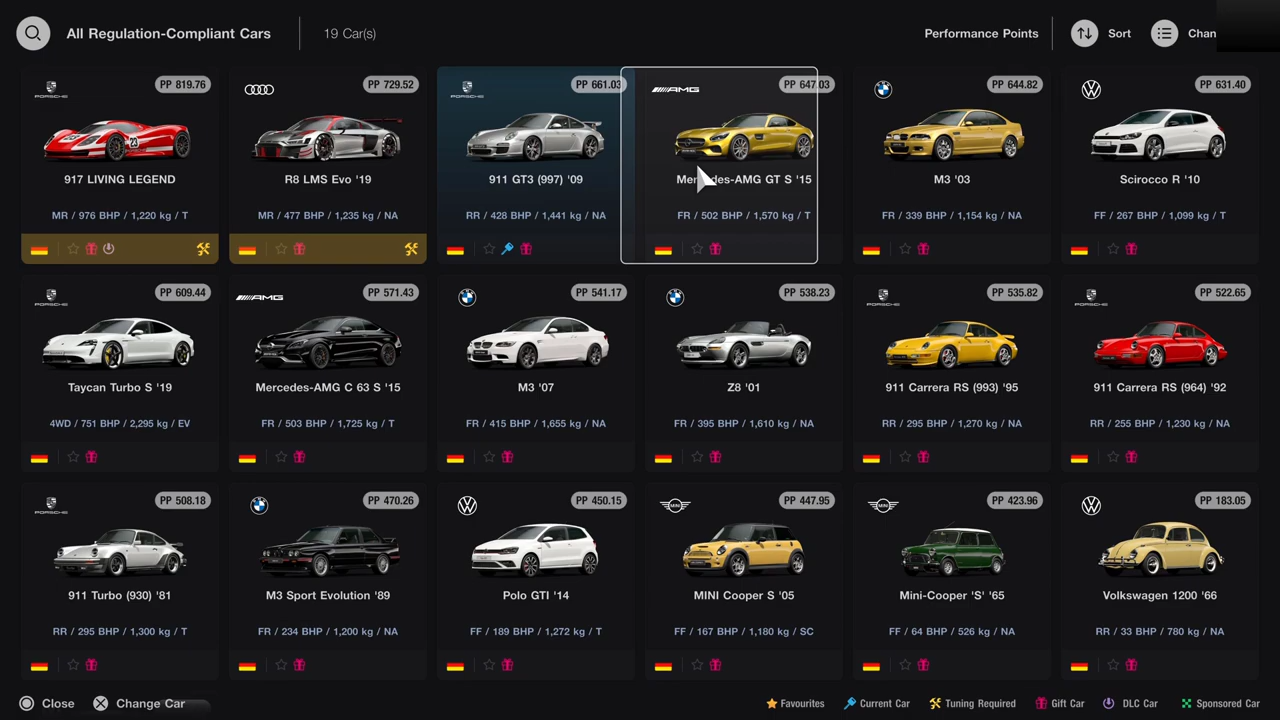 All Regulation-Compliant Cars
19 Car(s)
Performance Points
Sort
Chan
PORSCHE
PP 819.76
917 LIVING LEGEND
MR / 976 BHP / 1,220 kg / T
23
PP 729.52
R8 LMS Evo '19
MR / 477 BHP / 1,235 kg / NA
PORSCHE
PP 661.03
911 GT3 (997) '09
RR / 428 BHP / 1,441 kg / NA
AMG
PP 647.03
Mercedes-AMG GT S '15
FR / 502 BHP / 1,570 kg / T
PP 644.82
M3 '03
FR / 339 BHP / 1,154 kg / NA
PP 631.40
Scirocco R '10
FF / 267 BHP / 1,099 kg / T
PORSCHE
PP 609.44
Taycan Turbo S '19
4WD / 751 BHP / 2,295 kg / EV
AMG
PP 571.43
Mercedes-AMG C 63 S '15
FR / 503 BHP / 1,725 kg / T
PP 541.17
M3 '07
FR / 415 BHP / 1,655 kg / NA
PP 538.23
Z8 '01
FR / 395 BHP / 1,610 kg / NA
PORSCHE
PP 535.82
911 Carrera RS (993) '95
RR / 295 BHP / 1,270 kg / NA
PORSCHE
PP 522.65
911 Carrera RS (964) '92
RR / 255 BHP / 1,230 kg / NA
PORSCHE
PP 508.18
911 Turbo (930) '81
RR / 295 BHP / 1,300 kg / T
PP 470.26
M3 Sport Evolution '89
FR / 234 BHP / 1,200 kg / NA
PP 450.15
Polo GTI '14
FF / 189 BHP / 1,272 kg / T
MINI
PP 447.95
MINI Cooper S '05
FF / 167 BHP / 1,180 kg / SC
MINI
PP 423.96
Mini-Cooper 'S' '65
FF / 64 BHP / 526 kg / NA
PP 183.05
Volkswagen 1200 '66
RR / 33 BHP / 780 kg / NA
Close
Change Car
Favourites
Current Car
Tuning Required
Gift Car
DLC Car
Sponsored Car